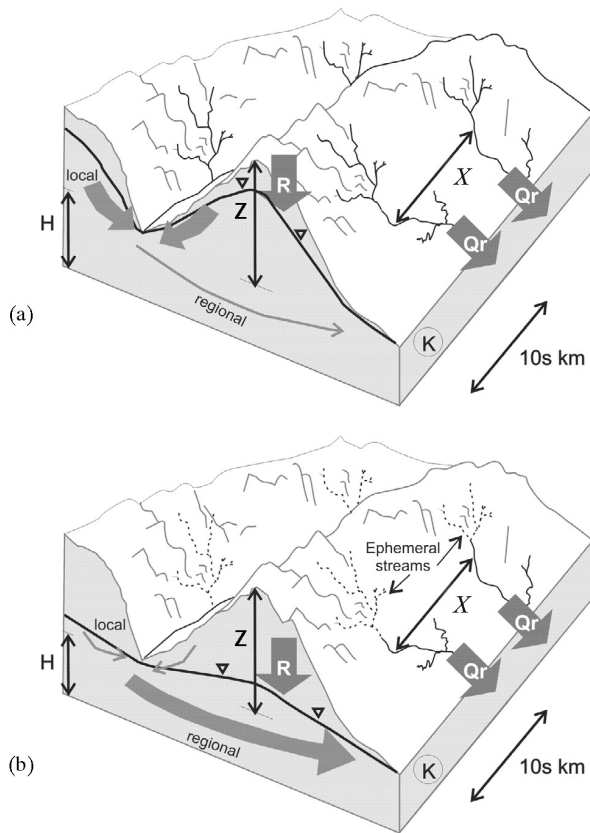 local
R
X
H
Z
Qr
Qr
regional
(a)
K
10s km
Ephemeral
streams
local
Z
X
H
R
Qr
Qr
regional
(b)
K
10s km